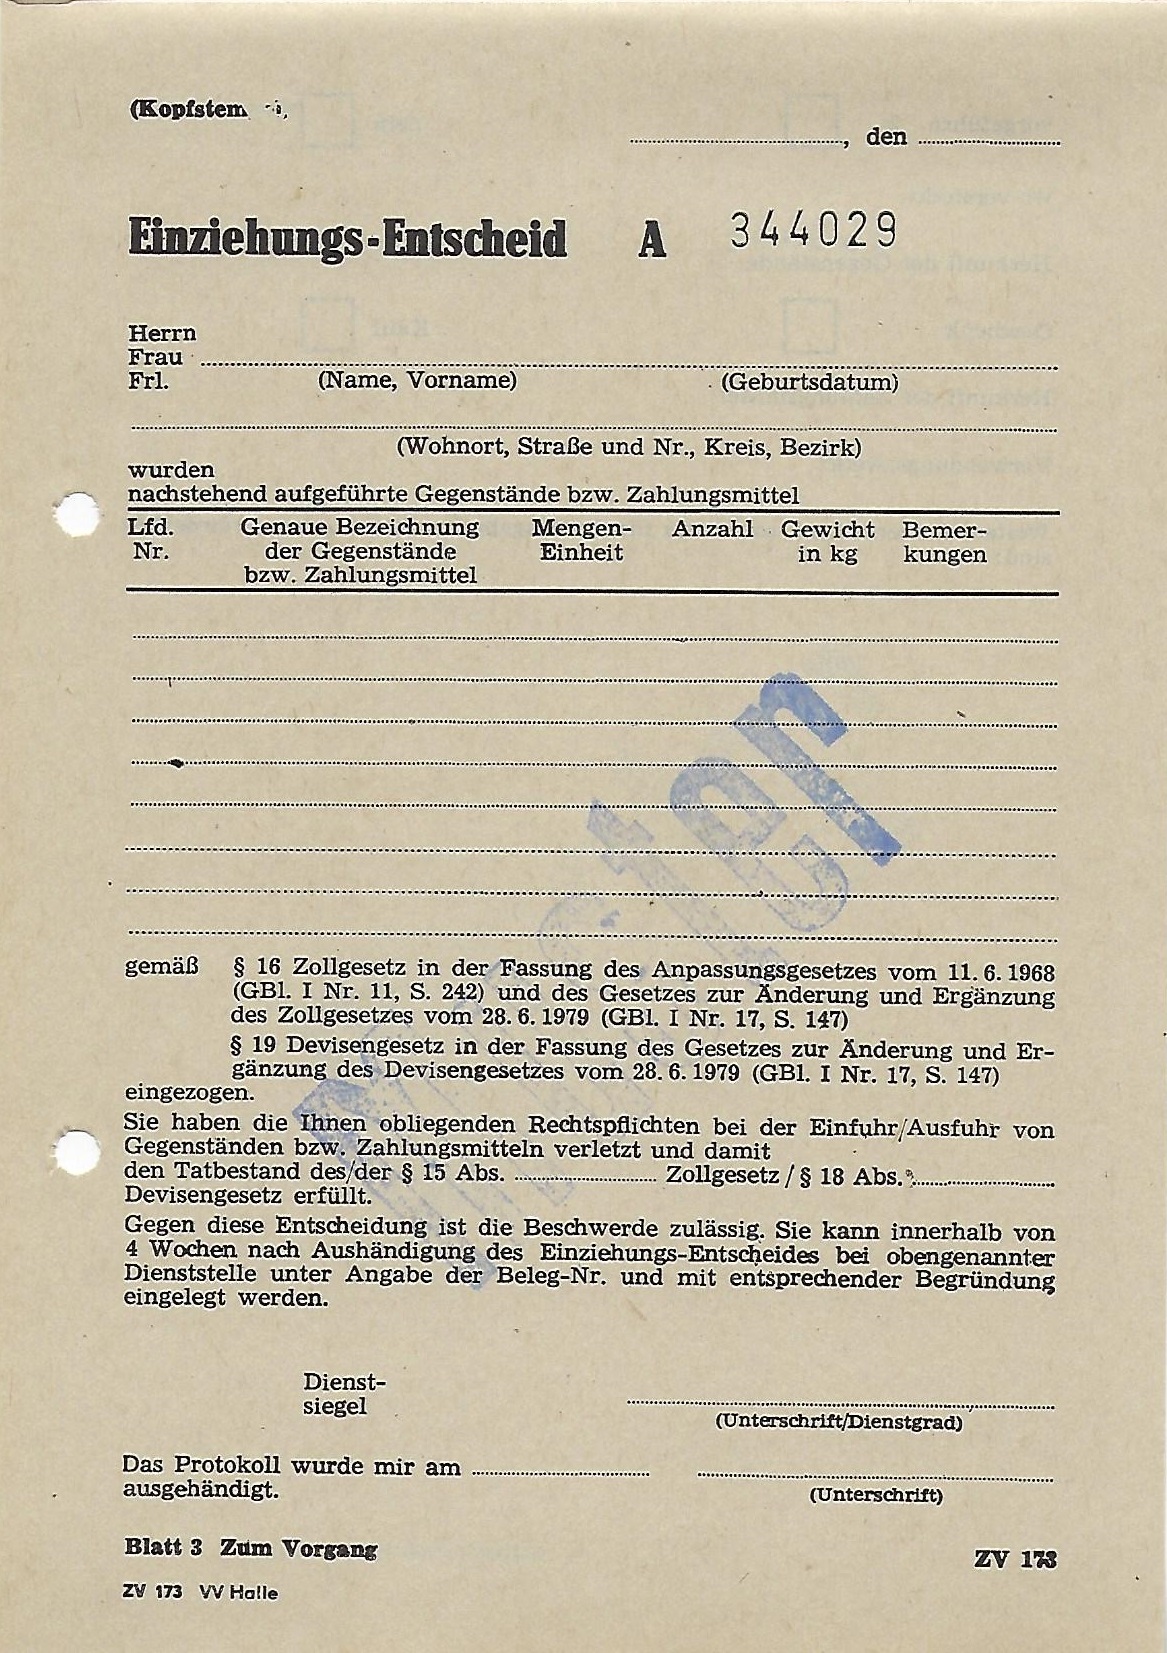 (Kopfstem
, den
Einziehungs-Entscheid A 344029
Herrn
Frau
Frl. (Name, Vorname) (Geburtsdatum)
(Wohnort, Straße und Nr., Kreis, Bezirk)
wurden
nachstehend aufgeführte Gegenstände bzw. Zahlungsmittel
Lfd. Genaue Bezeichnung Mengen- Anzahl Gewicht Bemer-
Nr. der Gegenstände Einheit in kg kungen
bzw. Zahlungsmittel
Muster
gemäß § 16 Zollgesetz in der Fassung des Anpassungsgesetzes vom 11. 6. 1968
(GBl. I Nr. 11, S. 242) und des Gesetzes zur Änderung und Ergänzung
des Zollgesetzes vom 28. 6. 1979 (GBl. I Nr. 17, S. 147)
§ 19 Devisengesetz in der Fassung des Gesetzes zur Änderung und Er-
gänzung des Devisengesetzes vom 28. 6. 1979 (GBl. I Nr. 17, S. 147)
eingezogen.
Sie haben die Ihnen obliegenden Rechtspflichten bei der Einfuhr/Ausfuhr von
Gegenständen bzw. Zahlungsmitteln verletzt und damit
den Tatbestand des/der § 15 Abs. Zollgesetz / § 18 Abs.
Devisengesetz erfüllt.
Gegen diese Entscheidung ist die Beschwerde zulässig. Sie kann innerhalb von
4 Wochen nach Aushändigung des Einziehungs-Entscheides bei obengenannter
Dienststelle unter Angabe der Beleg-Nr. und mit entsprechender Begründung
eingelegt werden.
Dienst-
siegel
(Unterschrift/Dienstgrad)
Das Protokoll wurde mir am
ausgehändigt.
(Unterschrift)
Blatt 3 Zum Vorgang
ZV 173
ZV 173 VV Halle